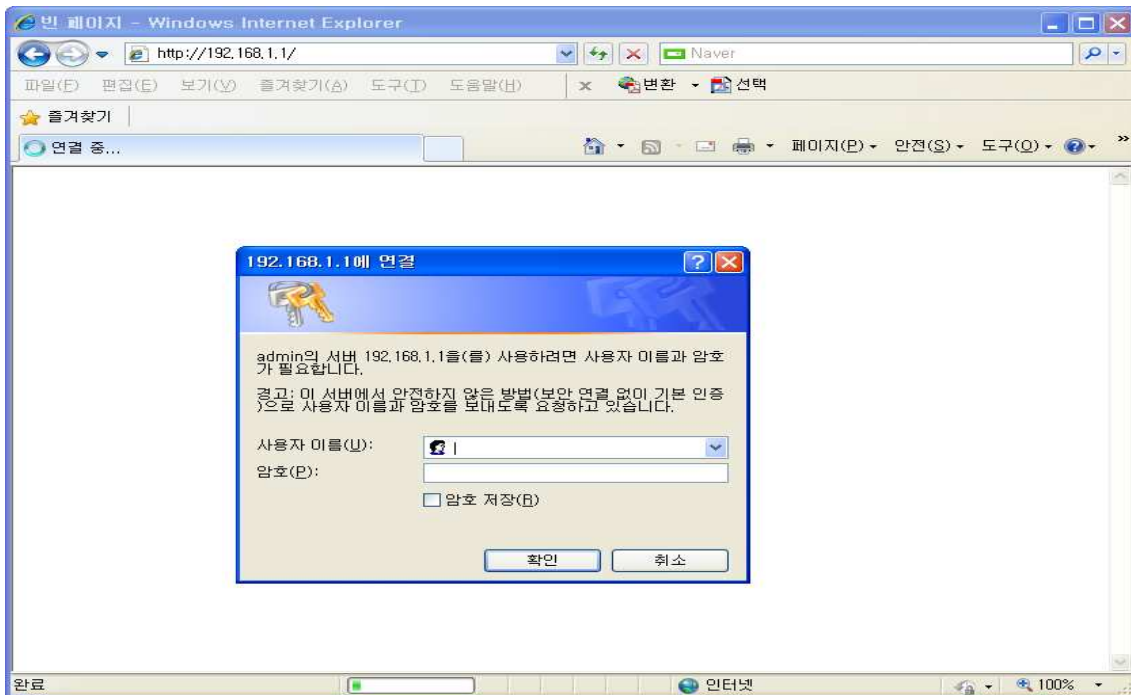 빈 페이지 - Windows Internet Explorer
http://192.168.1.1/
Naver
파일(F) 편집(E) 보기(V) 즐겨찾기(A) 도구(T) 도움말(H) x 변환 선택
즐겨찾기
연결 중... 페이지(P) 안전(S) 도구(O) »
192.168.1.1에 연결
admin의 서버 192.168.1.1을(를) 사용하려면 사용자 이름과 암호
가 필요합니다.
경고: 이 서버에서 안전하지 않은 방법(보안 연결 없이 기본 인증
)으로 사용자 이름과 암호를 보내도록 요청하고 있습니다.
사용자 이름(U):
암호(P):
암호 저장(R)
확인 취소
완료 인터넷 100%